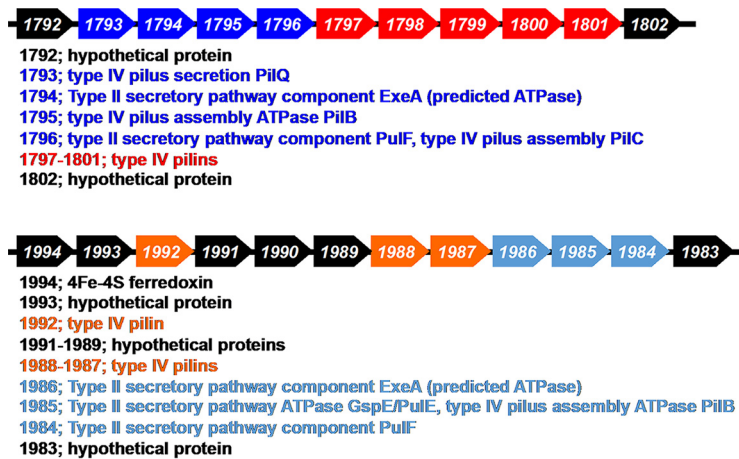 1792 1793 1794 1795 1796 1797 1798 1799 1800 1801 1802
1792; hypothetical protein
1793; type IV pilus secretion PilQ
1794; Type II secretory pathway component ExeA (predicted ATPase)
1795; type IV pilus assembly ATPase PilB
1796; type II secretory pathway component PulF, type IV pilus assembly PilC
1797-1801; type IV pilins
1802; hypothetical protein
1994 1993 1992 1991 1990 1989 1988 1987 1986 1985 1984 1983
1994; 4Fe-4S ferredoxin
1993; hypothetical protein
1992; type IV pilin
1991-1989; hypothetical proteins
1988-1987; type IV pilins
1986; Type II secretory pathway component ExeA (predicted ATPase)
1985; Type II secretory pathway ATPase GspE/PulE, type IV pilus assembly ATPase PilB
1984; Type II secretory pathway component PulF
1983; hypothetical protein